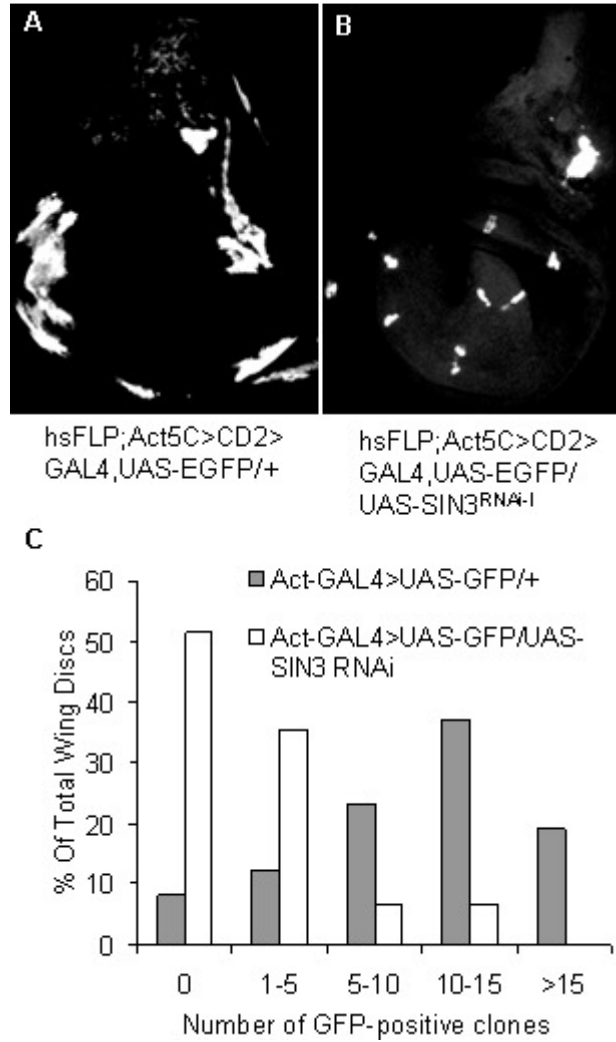 A
B
hsFLP;Act5C>CD2>
GAL4,UAS-EGFP/+
hsFLP;Act5C>CD2>
GAL4,UAS-EGFP/
UAS-SIN3RNAi-I
C
Act-GAL4>UAS-GFP/+
Act-GAL4>UAS-GFP/UAS-
SIN3 RNAi
% Of Total Wing Discs
60
50
40
30
20
10
0
0 1-5 5-10 10-15 >15
Number of GFP-positive clones